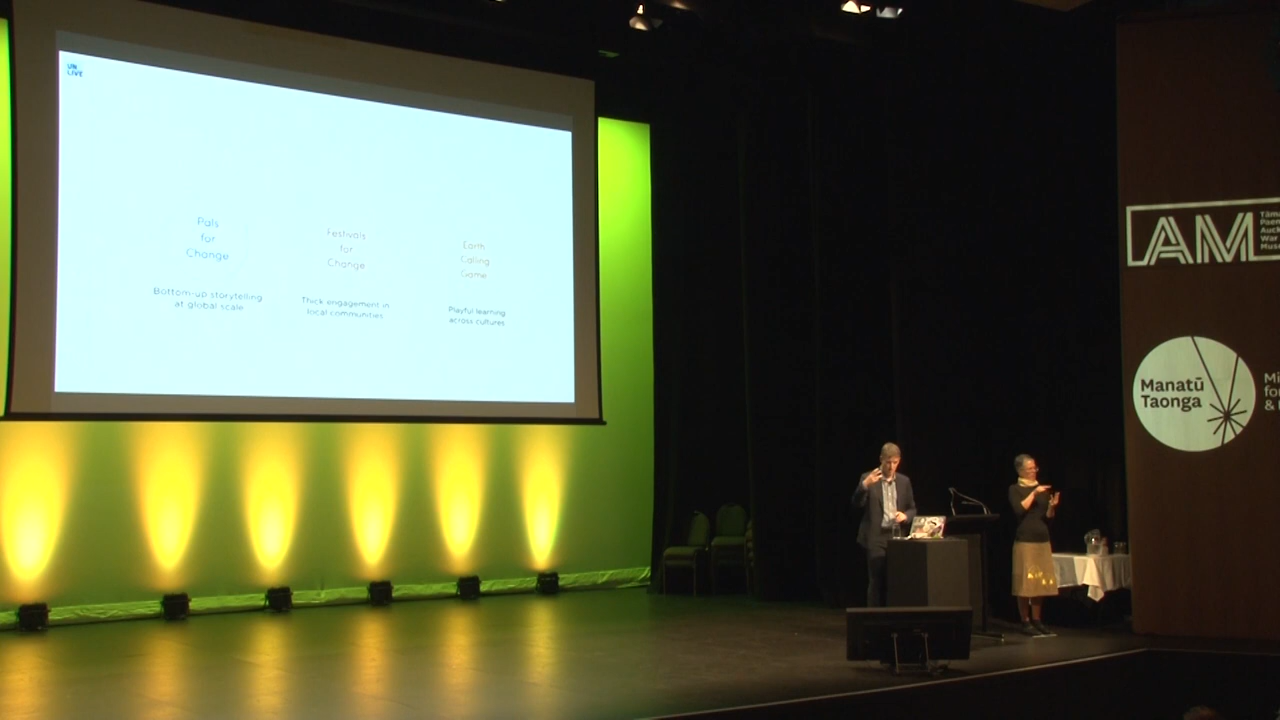 UN
LIVE
Pals
for
Change
Bottom-up storytelling
at global scale
Festivals
for
Change
Thick engagement in
local communities
Earth
Calling
Game
Playful learning
across cultures
AM
Manatū
Taonga